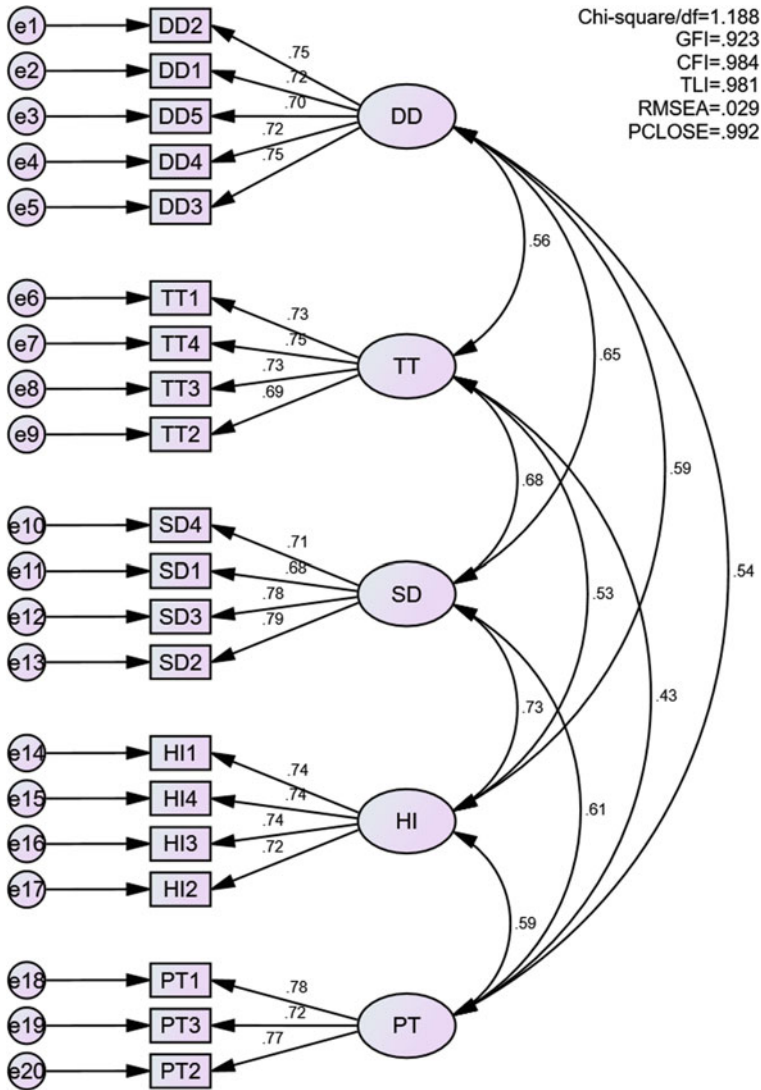 Chi-square/df=1.188
GFI=.923
CFI=.984
TLI=.981
RMSEA=.029
PCLOSE=.992
e1 DD2 .75
e2 DD1 .72
e5 DD3 .75
e3 DD5 .70 DD
e4 DD4 .72
.56
e6 TT1 .73
e7 TT4 .75
.65
TT
e8 TT3 .73
e9 TT2 .69
.59
.68
e10 SD4 .71
e11 SD1 .68
.54
SD
.53
e12 SD3 .78
e13 SD2 .79
.43
.73
e14 HI1 .74
e15 HI4 .74
.61
HI
e16 HI3 .74
e17 HI2 .72
.59
e18 PT1 .78
e19 PT3 .72 PT
e20 PT2 .77